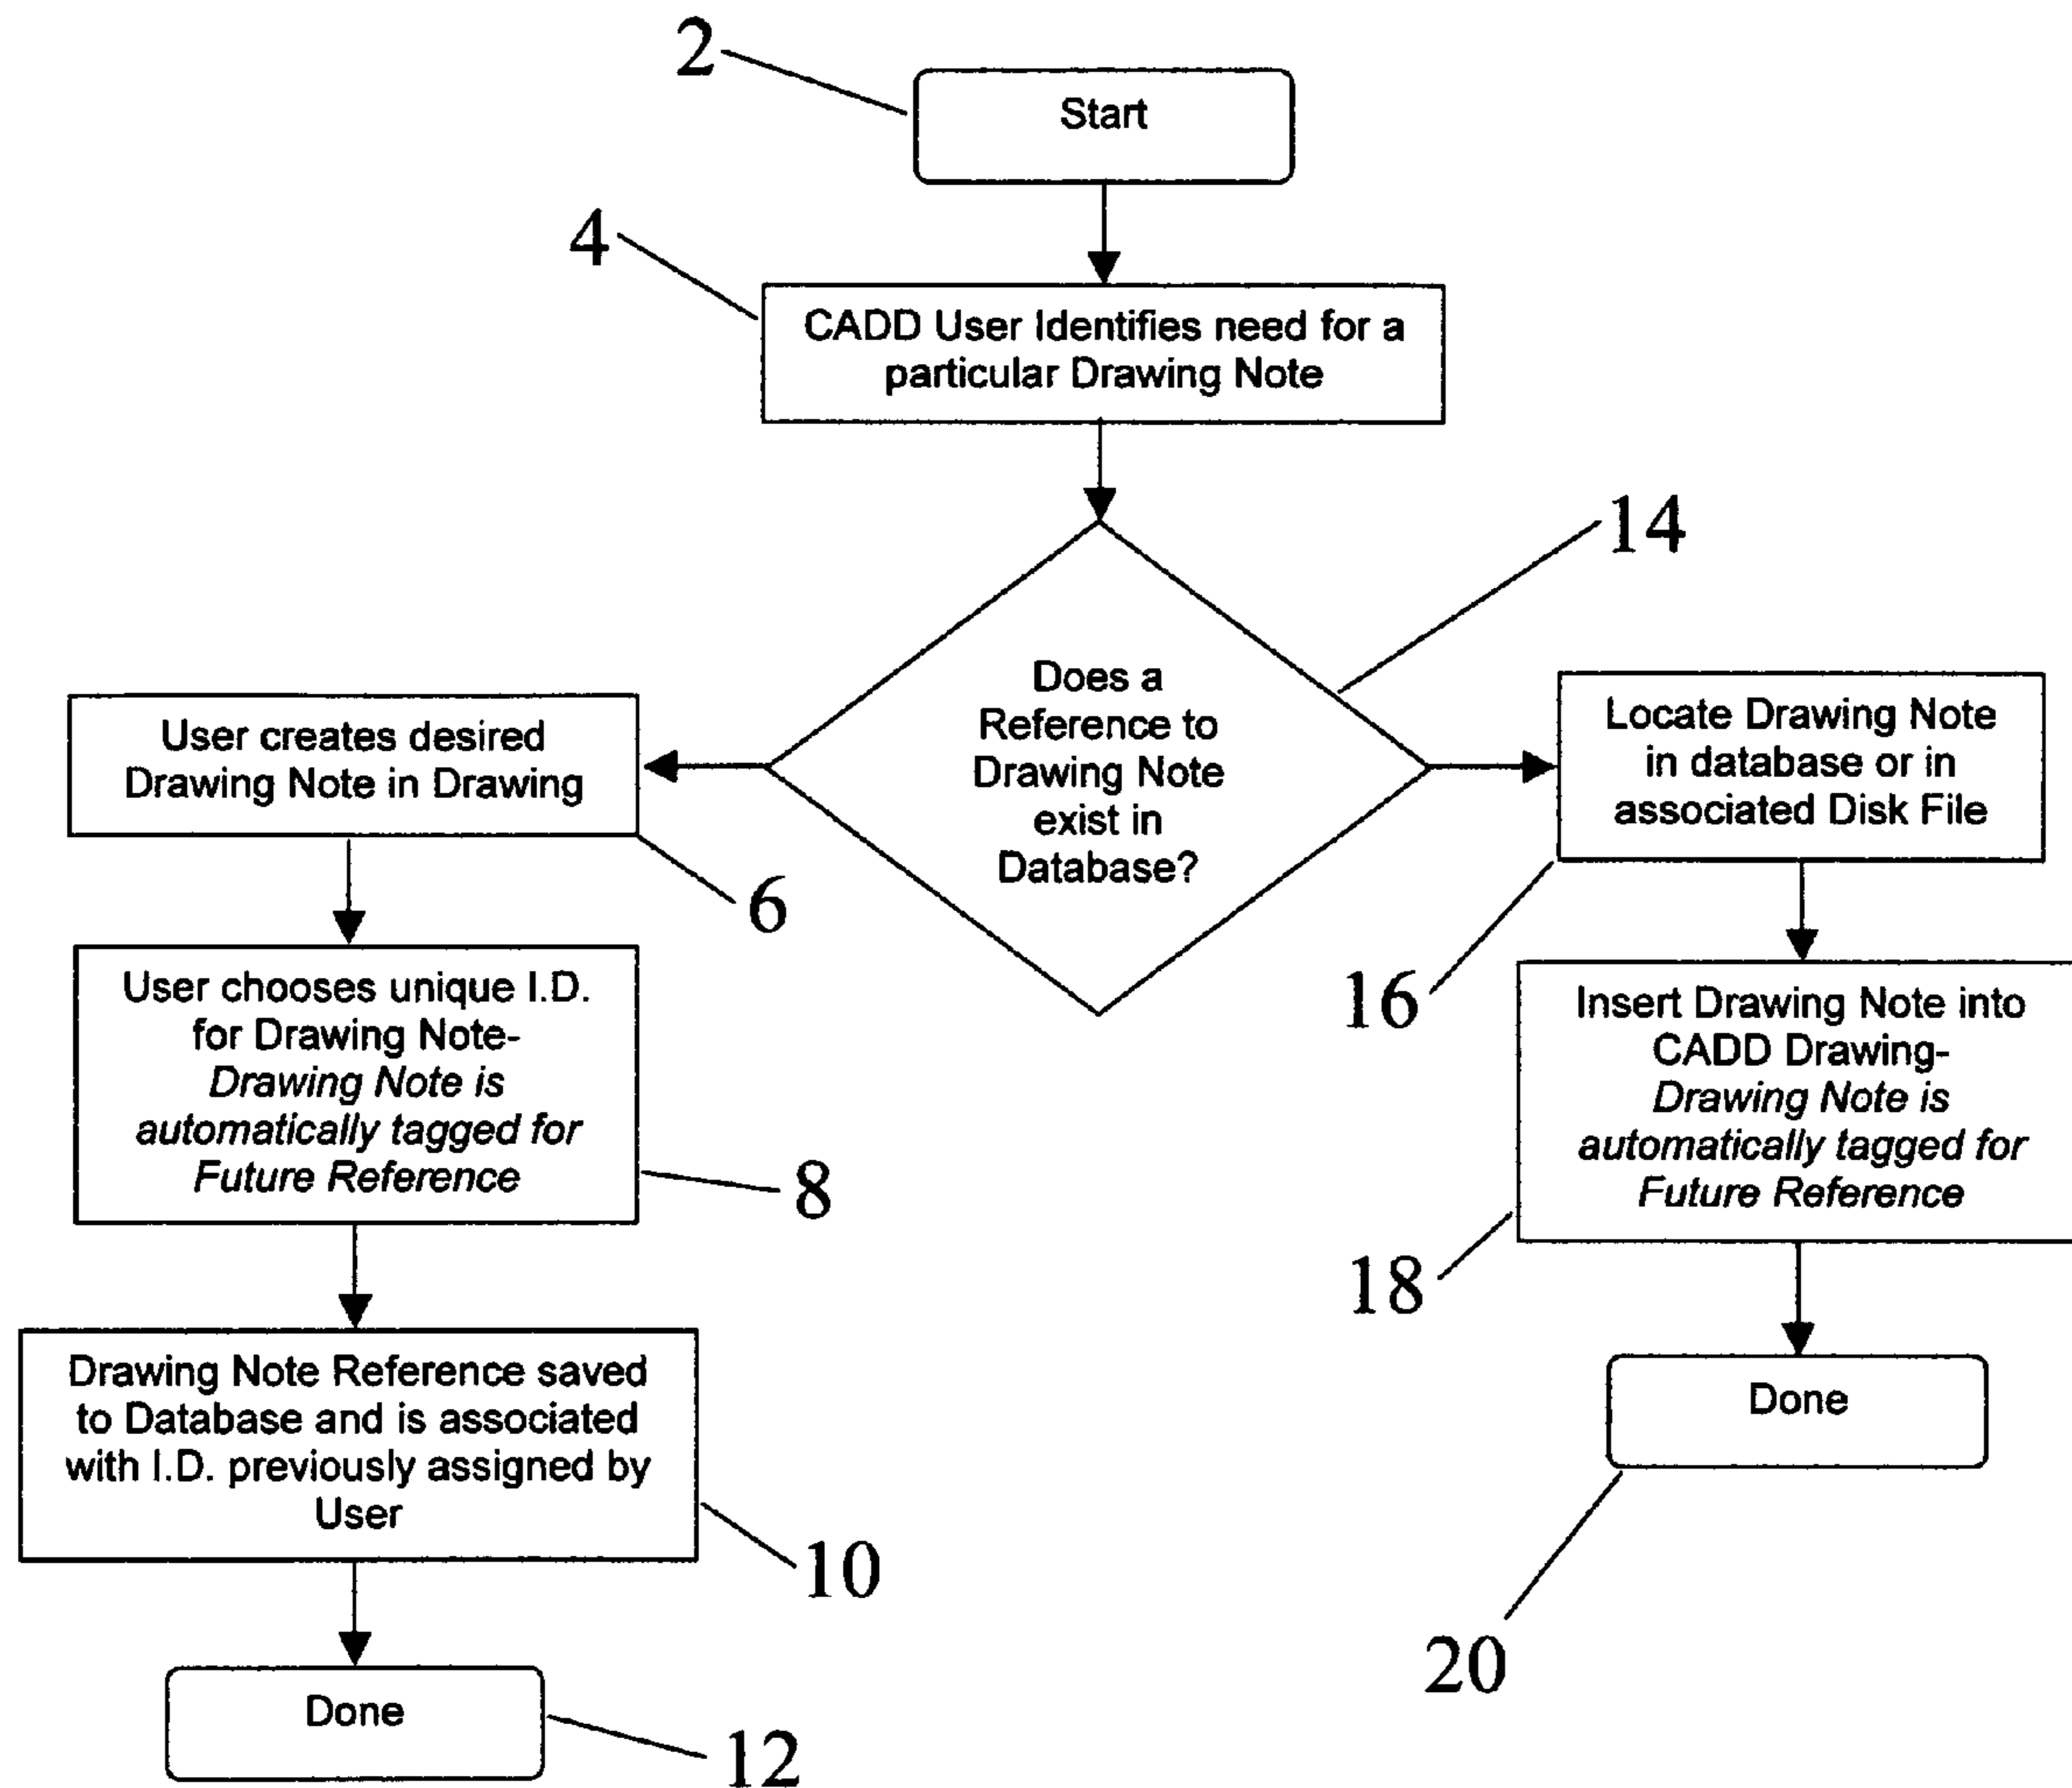 2
Start
4
CADD User Identifies need for a
particular Drawing Note
14
Does a
Reference to
Drawing Note
exist in
Database?
User creates desired
Drawing Note in Drawing
6
User chooses unique I.D.
for Drawing Note-
Drawing Note is
automatically tagged for
Future Reference
8
Drawing Note Reference saved
to Database and is associated
with I.D. previously assigned by
User
10
Done
12
Locate Drawing Note
in database or in
associated Disk File
16
Insert Drawing Note into
CADD Drawing-
Drawing Note is
automatically tagged for
Future Reference
18
Done
20